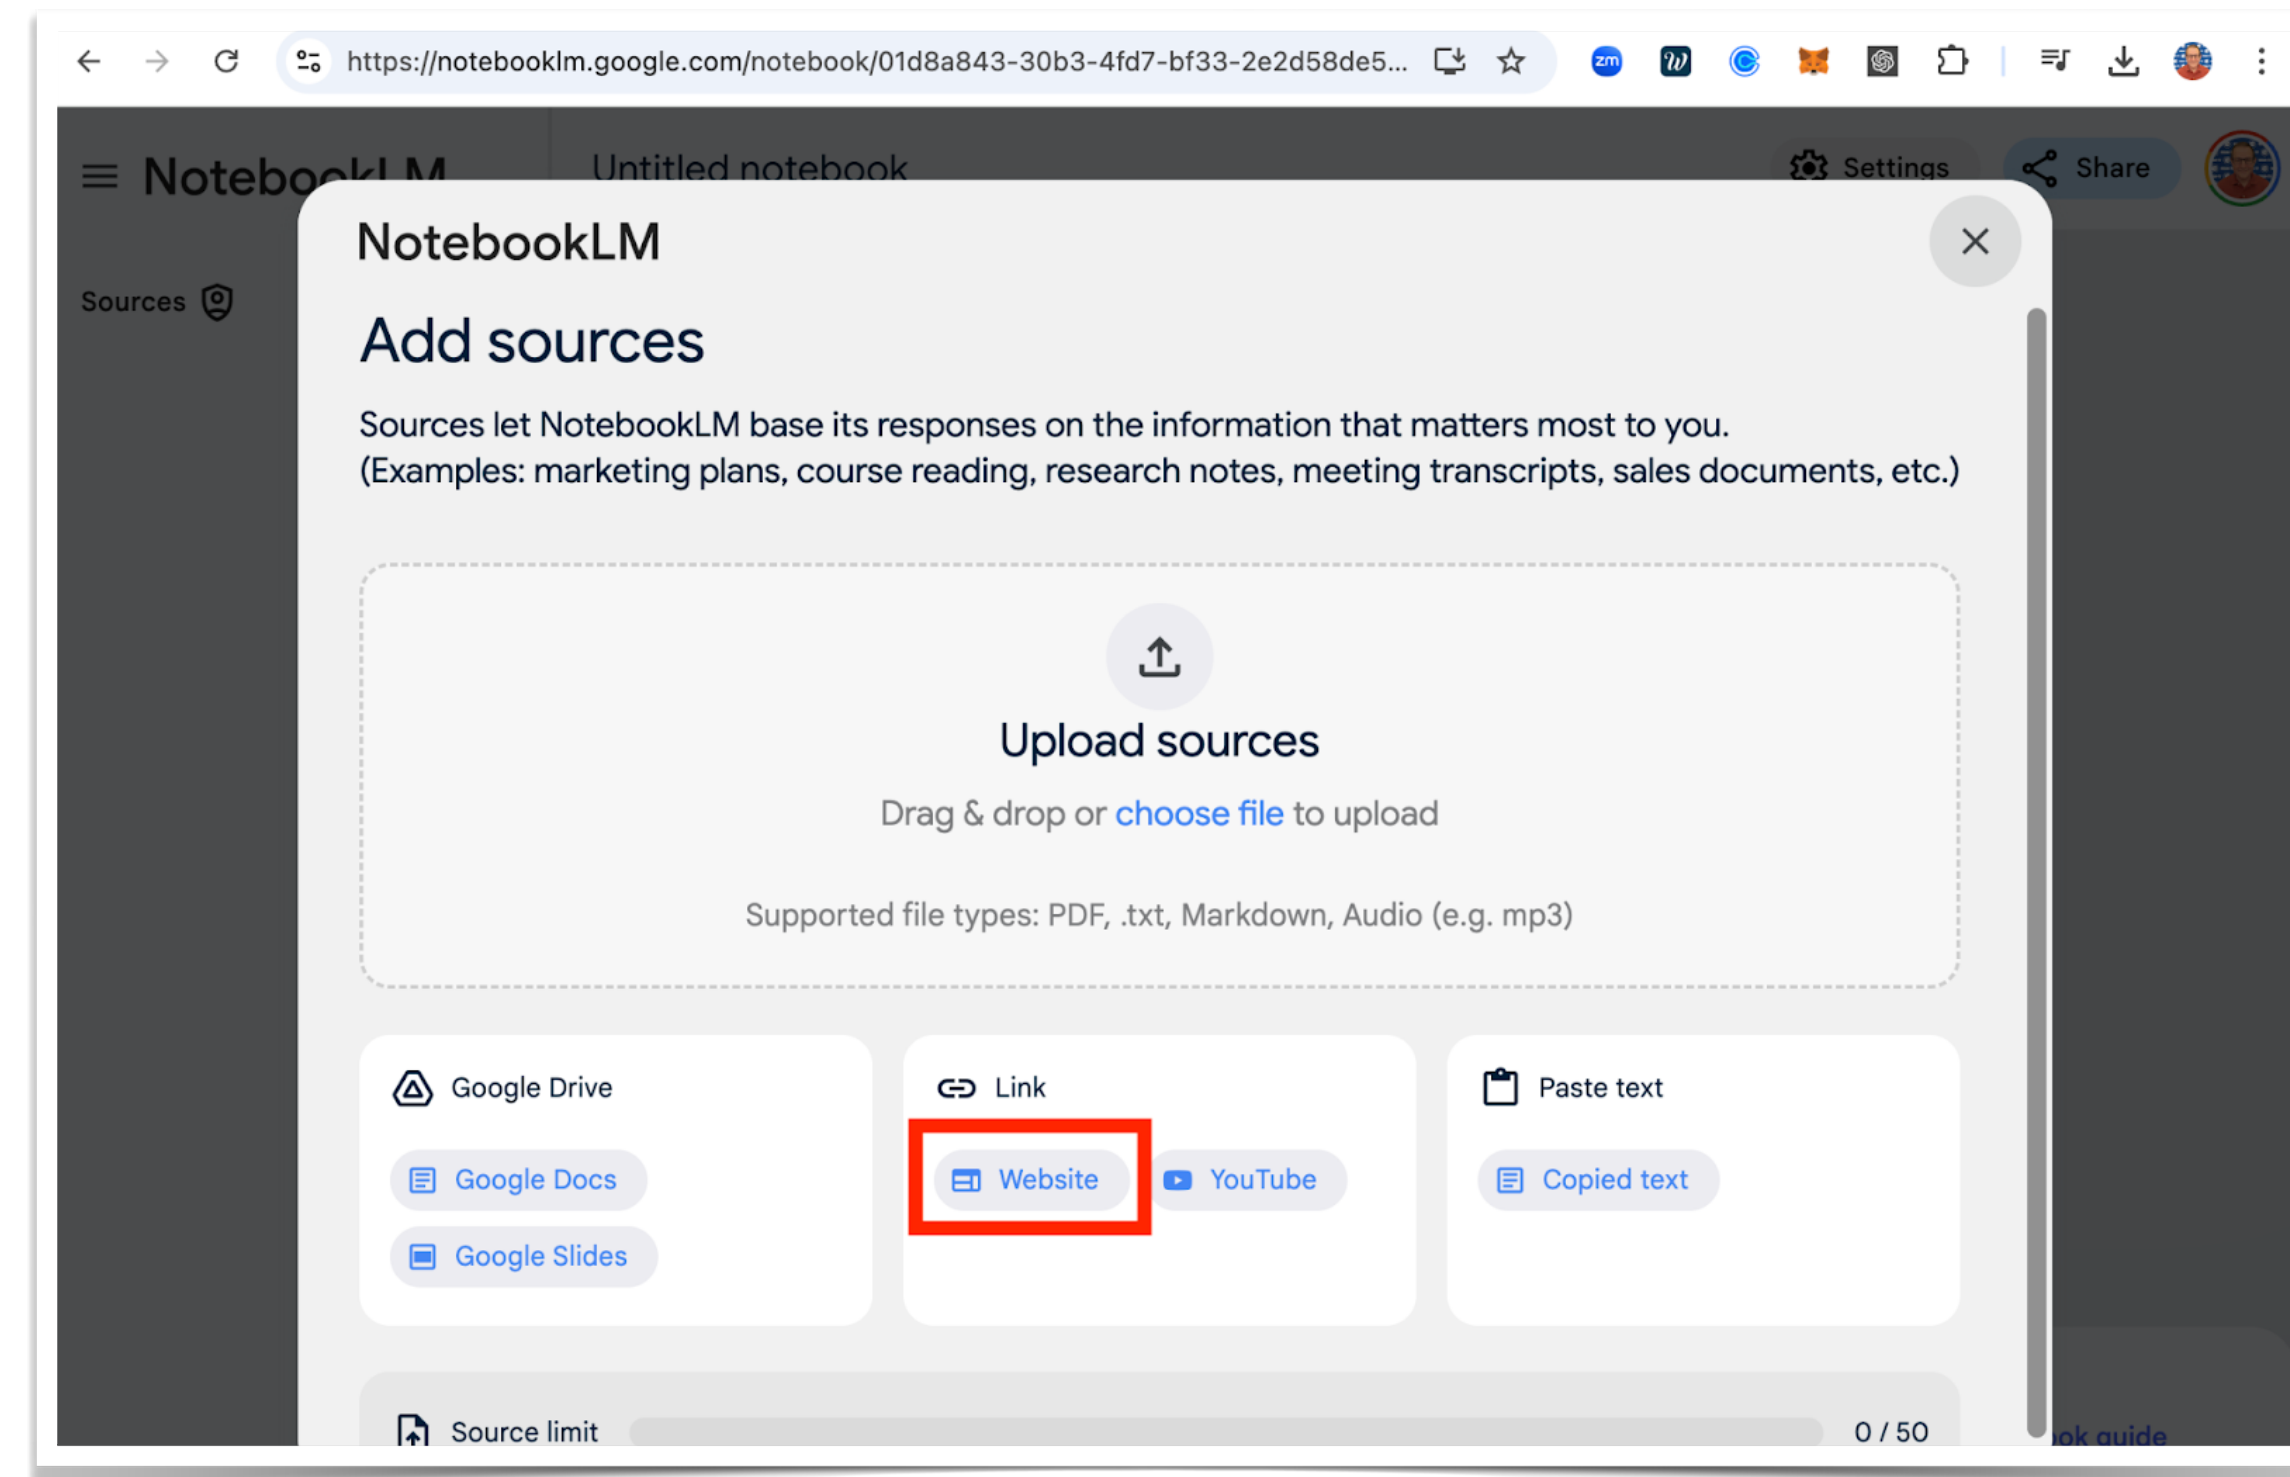 https://notebooklm.google.com/notebook/01d8a843-30b3-4fd7-bf33-2e2d58de5...
zm
NotebookLM
Untitled notebook
Settings
Share
NotebookLM
Sources
Add sources
Sources let NotebookLM base its responses on the information that matters most to you.
(Examples: marketing plans, course reading, research notes, meeting transcripts, sales documents, etc.)
Upload sources
Drag & drop or choose file to upload
Supported file types: PDF, .txt, Markdown, Audio (e.g. mp3)
Google Drive
Google Docs
Google Slides
Link
Website
YouTube
Paste text
Copied text
Source limit
0 / 50
ook guide